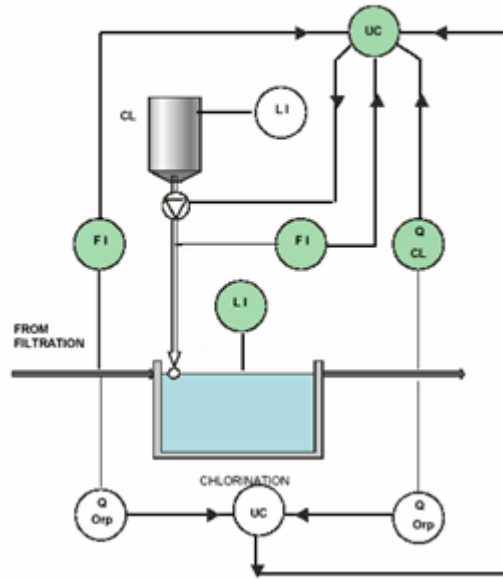 UC
CL
L I
F I
F I
Q
CL
L I
FROM
FILTRATION
CHLORINATION
Q
Orp
UC
Q
Orp